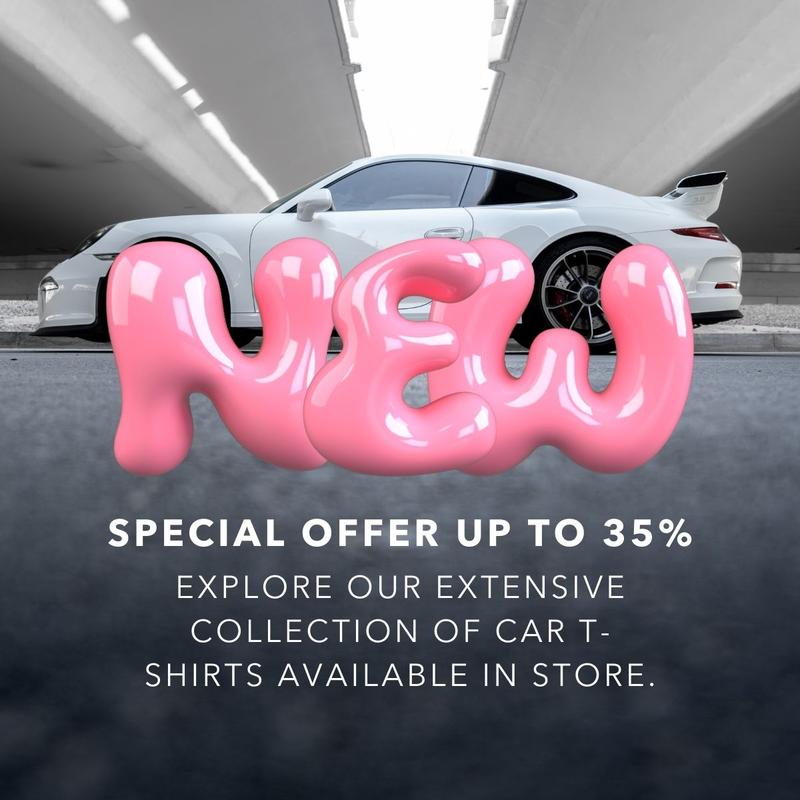 NEW
SPECIAL OFFER UP TO 35%
EXPLORE OUR EXTENSIVE
COLLECTION OF CAR T-
SHIRTS AVAILABLE IN STORE.